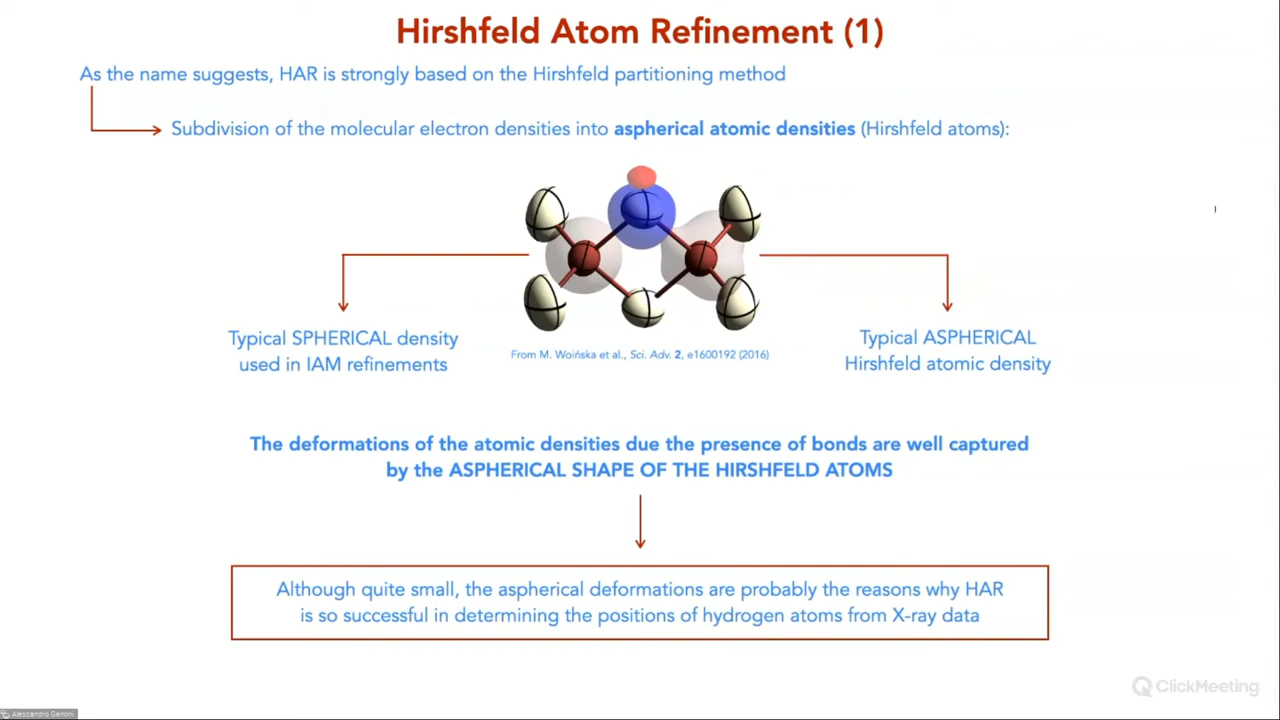 Hirshfeld Atom Refinement (1)
As the name suggests, HAR is strongly based on the Hirshfeld partitioning method
Subdivision of the molecular electron densities into aspherical atomic densities (Hirshfeld atoms):
Typical SPHERICAL density
used in IAM refinements
From M. Woińska et al., Sci. Adv. 2, e1600192 (2016)
Typical ASPHERICAL
Hirshfeld atomic density
The deformations of the atomic densities due the presence of bonds are well captured
by the ASPHERICAL SHAPE OF THE HIRSHFELD ATOMS
Although quite small, the aspherical deformations are probably the reasons why HAR
is so successful in determining the positions of hydrogen atoms from X-ray data
ClickMeeting
Alessandro Genoni